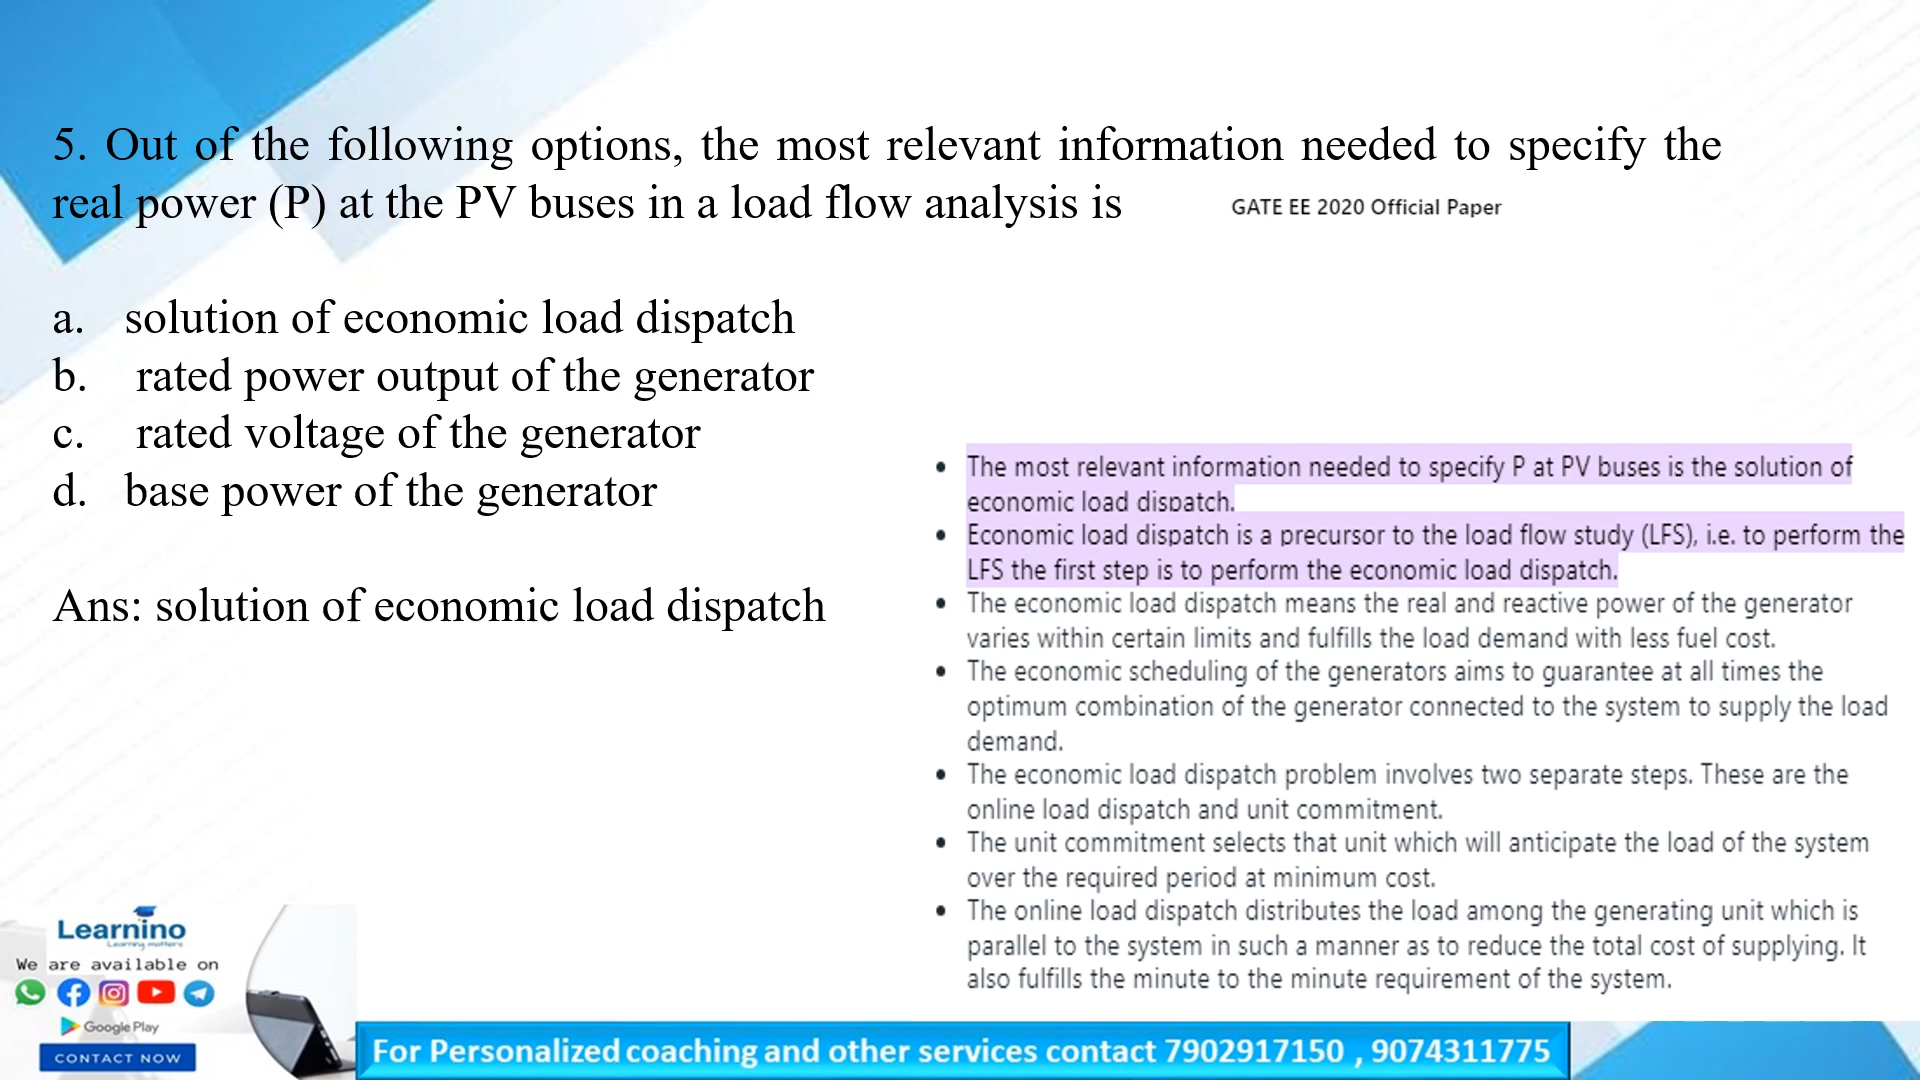 5. Out of the following options, the most relevant information needed to specify the
real power (P) at the PV buses in a load flow analysis is
GATE EE 2020 Official Paper
a. solution of economic load dispatch
b. rated power output of the generator
c. rated voltage of the generator
d. base power of the generator
Ans: solution of economic load dispatch
• The most relevant information needed to specify P at PV buses is the solution of
economic load dispatch.
• Economic load dispatch is a precursor to the load flow study (LFS), i.e. to perform the
LFS the first step is to perform the economic load dispatch.
• The economic load dispatch means the real and reactive power of the generator
varies within certain limits and fulfills the load demand with less fuel cost.
• The economic scheduling of the generators aims to guarantee at all times the
optimum combination of the generator connected to the system to supply the load
demand.
• The economic load dispatch problem involves two separate steps. These are the
online load dispatch and unit commitment.
• The unit commitment selects that unit which will anticipate the load of the system
over the required period at minimum cost.
• The online load dispatch distributes the load among the generating unit which is
parallel to the system in such a manner as to reduce the total cost of supplying. It
also fulfills the minute to the minute requirement of the system.
Learnino
Learning matters
We are available on
Google Play
CONTACT NOW
For Personalized coaching and other services contact 7902917150 , 9074311775